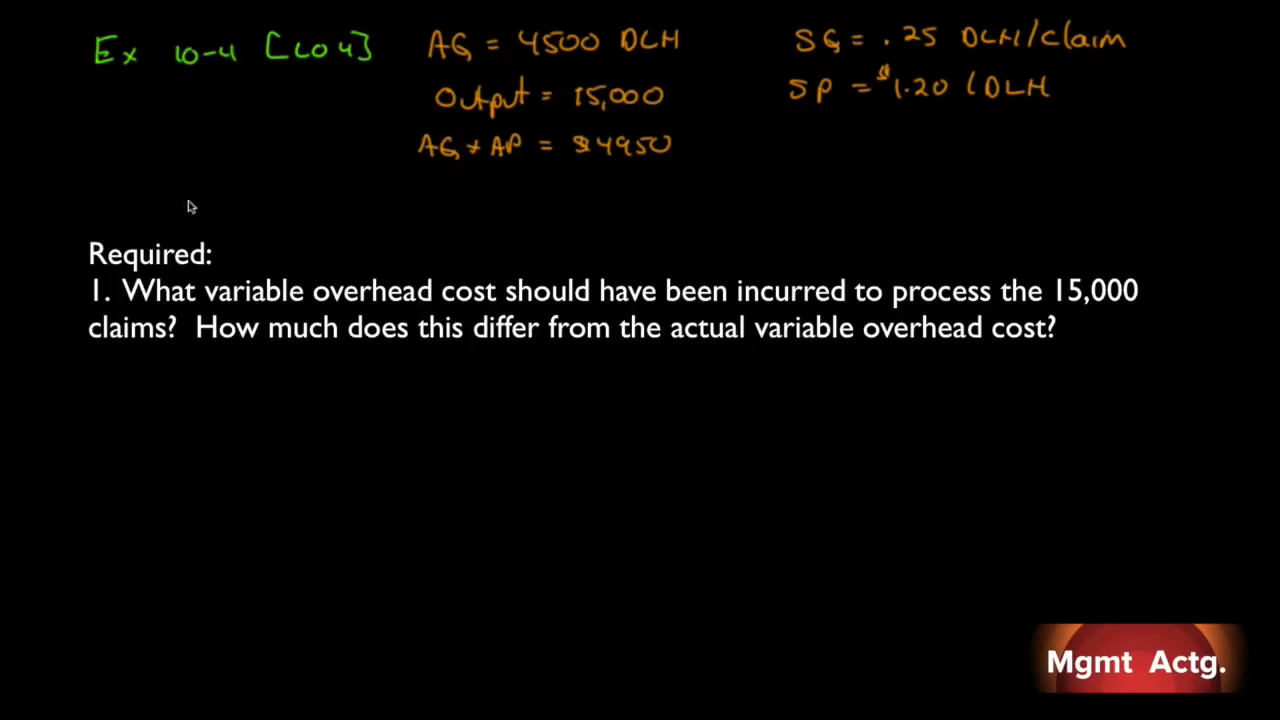 Ex 10-4 [LO4]
AQ = 4500 DLH
Output = 15,000
AQ * AP = $4950
SQ = .25 DLH/Claim
SP = $1.20 / DLH
Required:
1. What variable overhead cost should have been incurred to process the 15,000
claims? How much does this differ from the actual variable overhead cost?
Mgmt Actg.